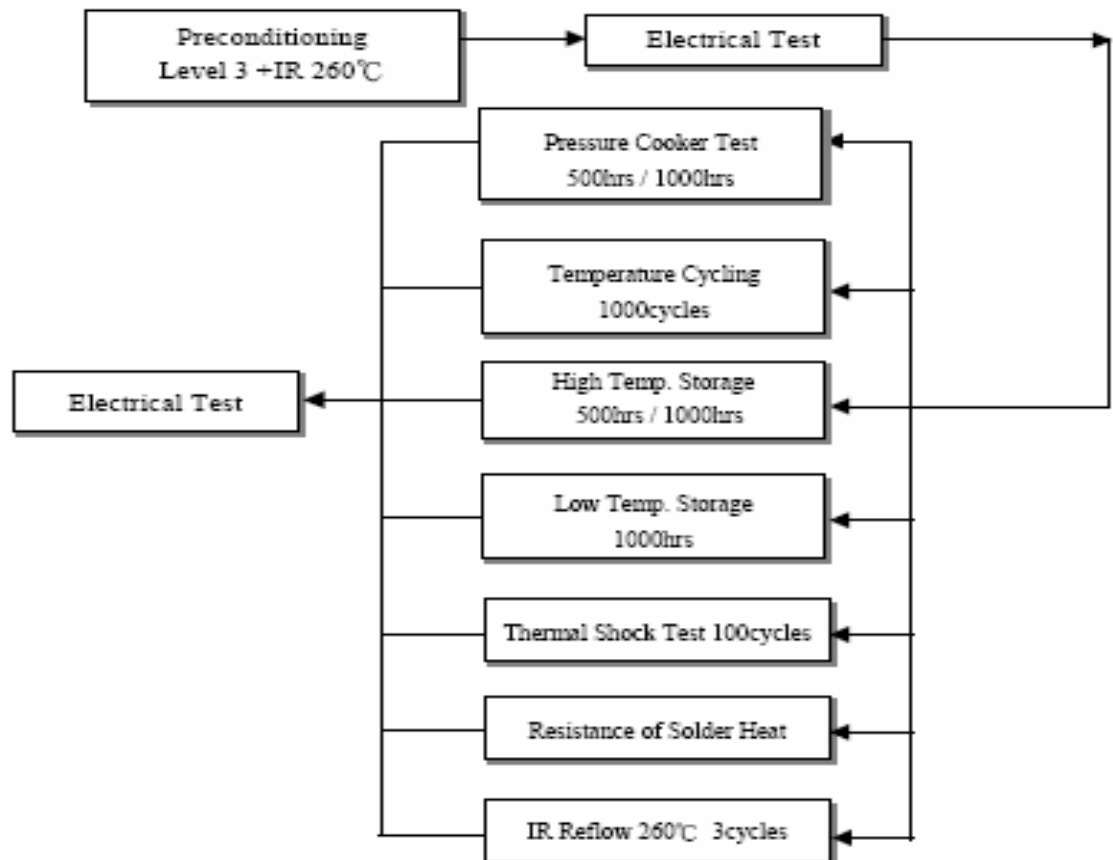 Preconditioning
Level 3 +IR 260℃
Electrical Test
Pressure Cooker Test
500hrs / 1000hrs
Temperature Cycling
1000cycles
High Temp. Storage
500hrs / 1000hrs
Electrical Test
Low Temp. Storage
1000hrs
Thermal Shock Test 100cycles
Resistance of Solder Heat
IR Reflow 260℃ 3cycles